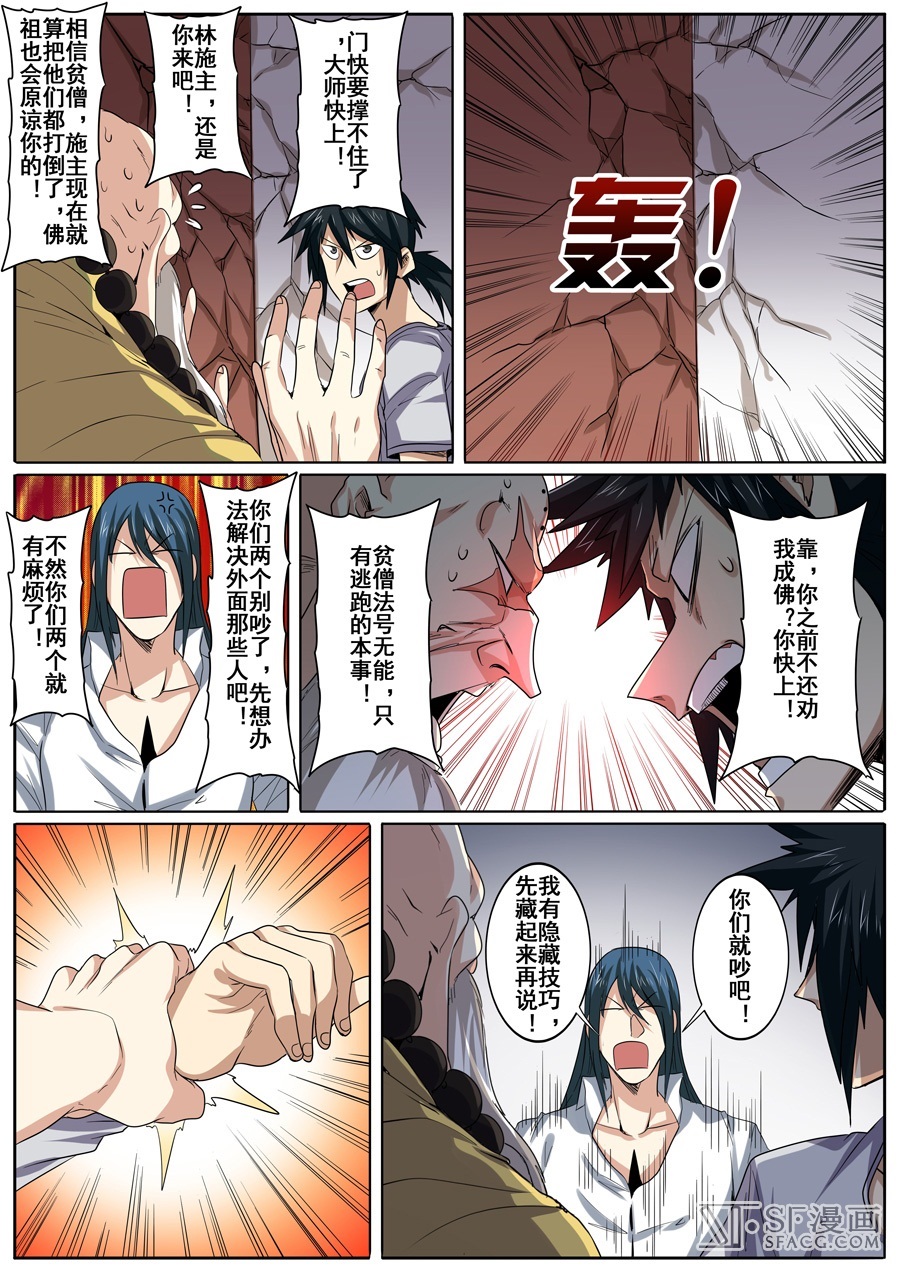 轰！
门快要撑不住了
，大师快上！
林施主，还是
你来吧！
相信贫僧，施主现在就
算把他们都打倒了，佛
祖也会原谅你的！
靠，你之前不还劝
我成佛？你快上！
贫僧法号无能，只
有逃跑的本事！
你们两个别吵了，先想办
法解决外面那些人吧！
不然你们两个就
有麻烦了！
你们就吵吧！
我有隐藏技巧，
先藏起来再说！
SF漫画
SFACG.COM